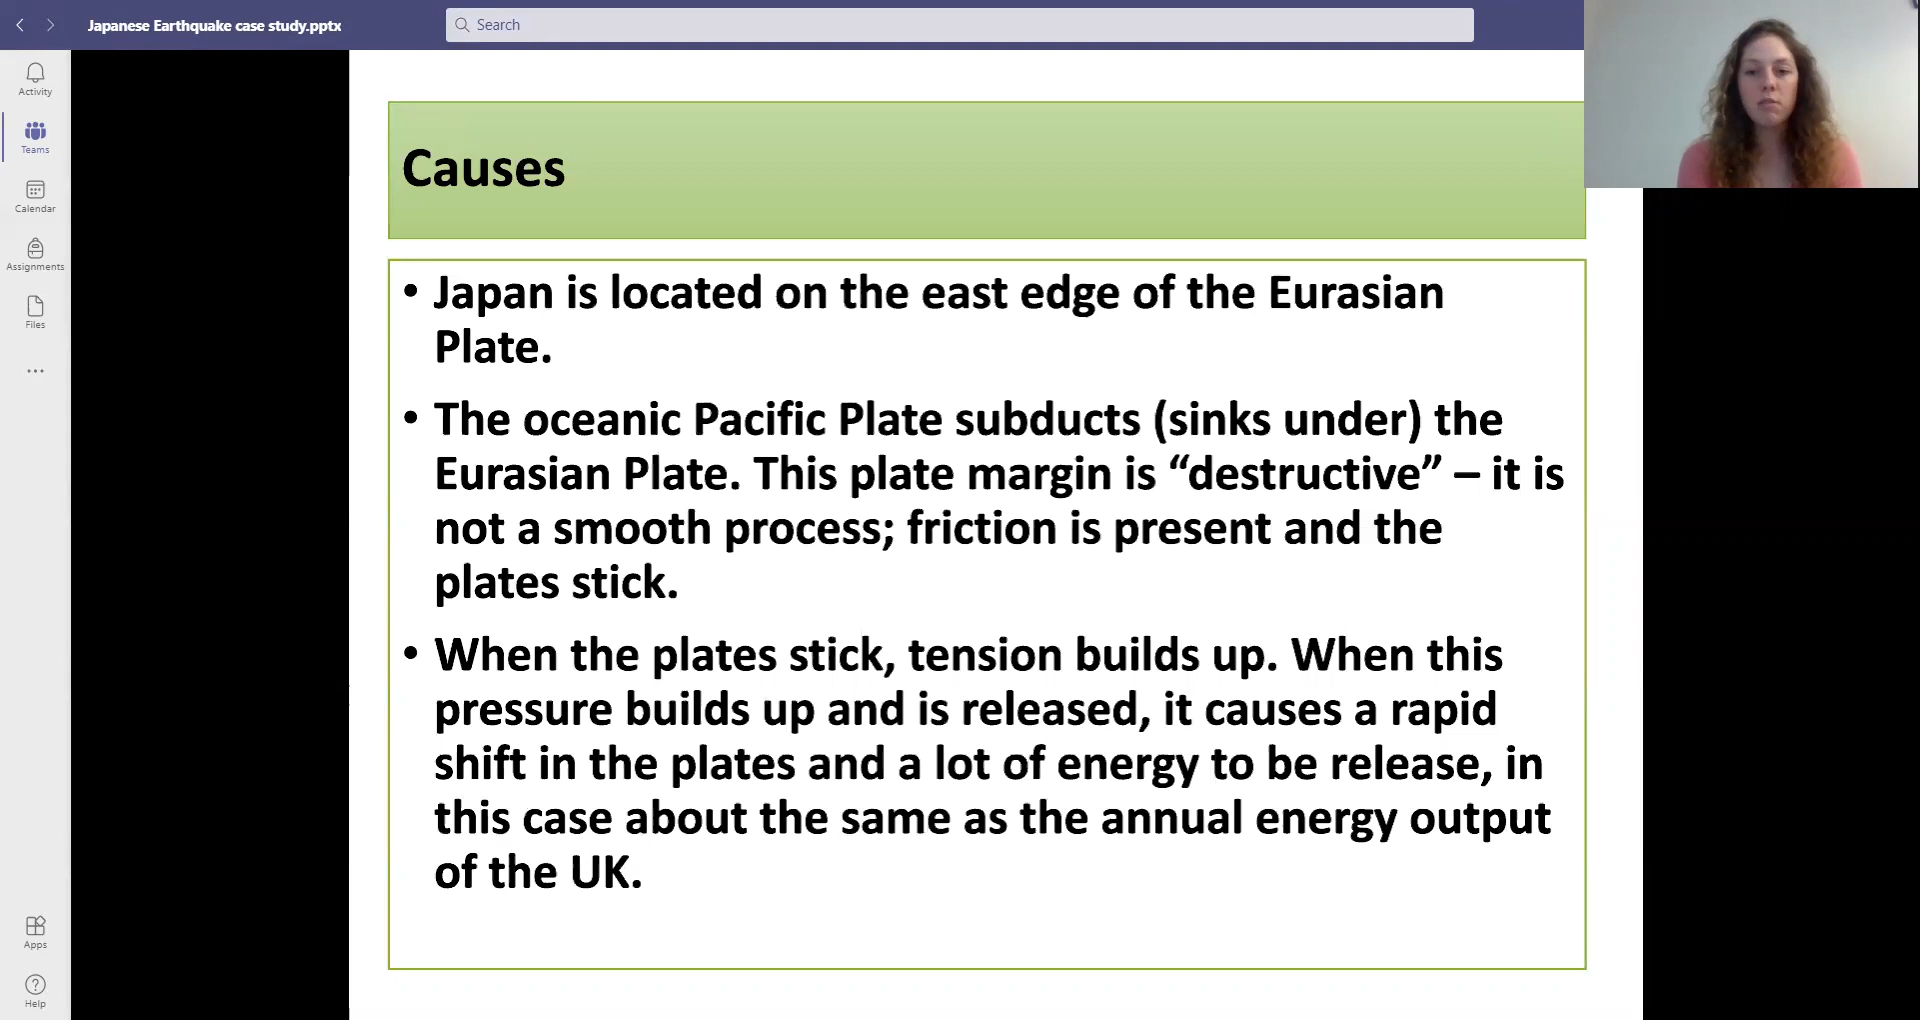 Japanese Earthquake case study.pptx
Search
Activity
Teams
Calendar
Assignments
Files
Apps
Help
Causes
• Japan is located on the east edge of the Eurasian
Plate.
• The oceanic Pacific Plate subducts (sinks under) the
Eurasian Plate. This plate margin is “destructive” – it is
not a smooth process; friction is present and the
plates stick.
• When the plates stick, tension builds up. When this
pressure builds up and is released, it causes a rapid
shift in the plates and a lot of energy to be release, in
this case about the same as the annual energy output
of the UK.